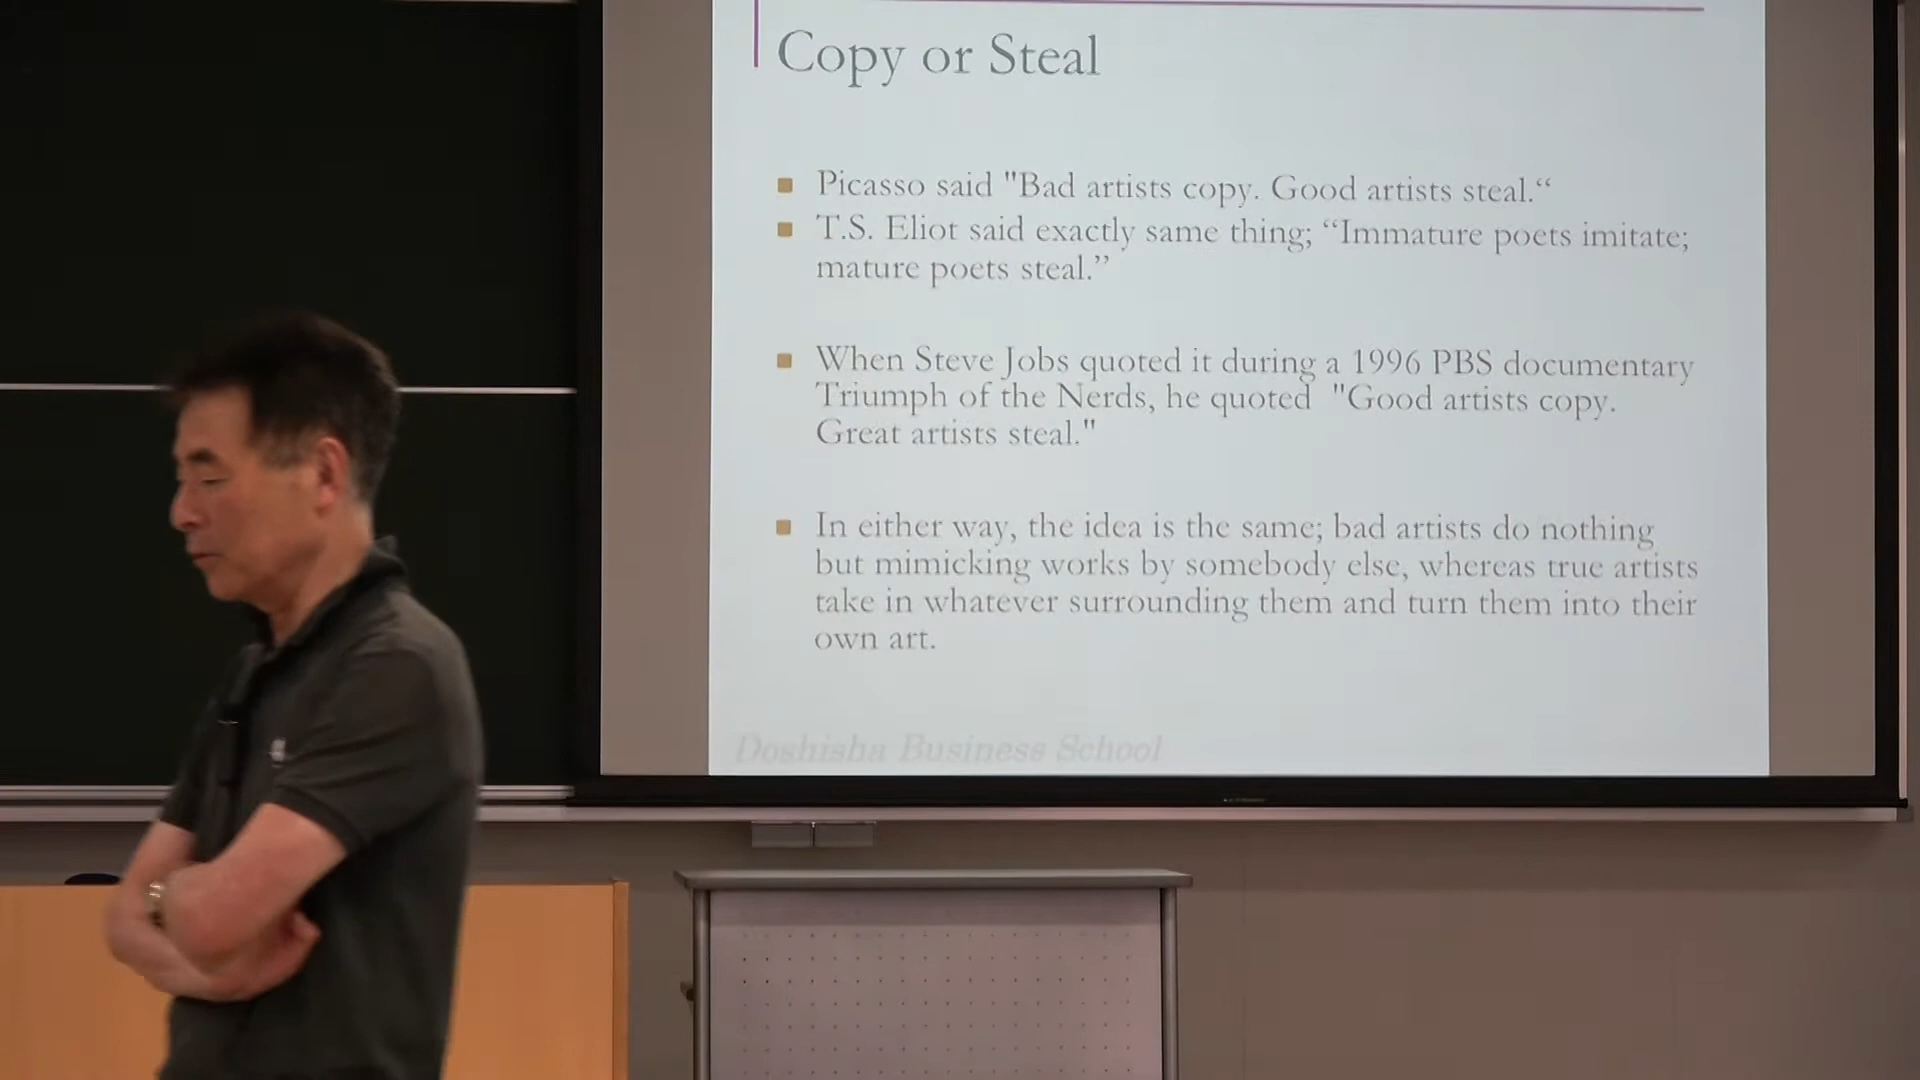 Copy or Steal
Picasso said "Bad artists copy. Good artists steal.“
T.S. Eliot said exactly same thing; “Immature poets imitate;
mature poets steal.”
When Steve Jobs quoted it during a 1996 PBS documentary
Triumph of the Nerds, he quoted "Good artists copy.
Great artists steal."
In either way, the idea is the same; bad artists do nothing
but mimicking works by somebody else, whereas true artists
take in whatever surrounding them and turn them into their
own art.
Doshisha Business School